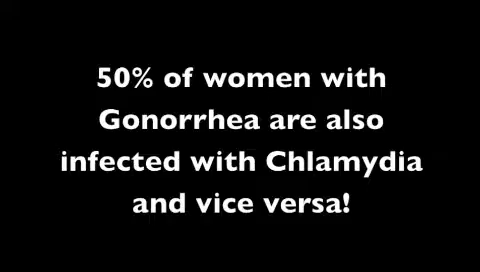 50% of women with
Gonorrhea are also
infected with Chlamydia
and vice versa!